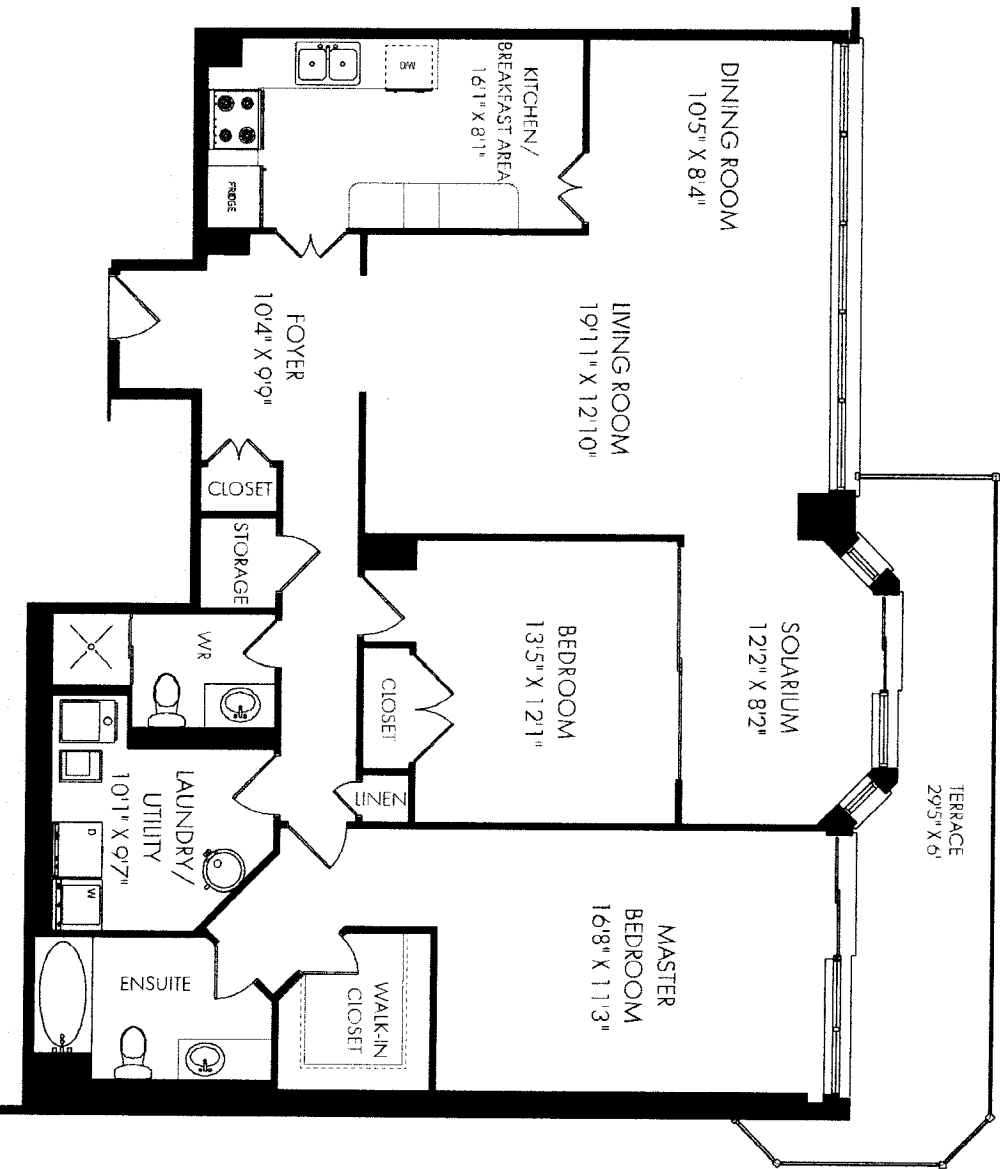 KITCHEN/
BREAKFAST AREA
16'1" X 8'1"
D/W
FRIDGE
DINING ROOM
10'5" X 8'4"
LIVING ROOM
19'11" X 12'10"
FOYER
10'4" X 9'9"
CLOSET
STORAGE
WR
BEDROOM
13'5" X 12'1"
CLOSET
LINEN
SOLARIUM
12'2" X 8'2"
TERRACE
29'5" X 6'
LAUNDRY/
UTILITY
10'1" X 9'7"
D
W
MASTER
BEDROOM
16'8" X 11'3"
WALK-IN
CLOSET
ENSUITE